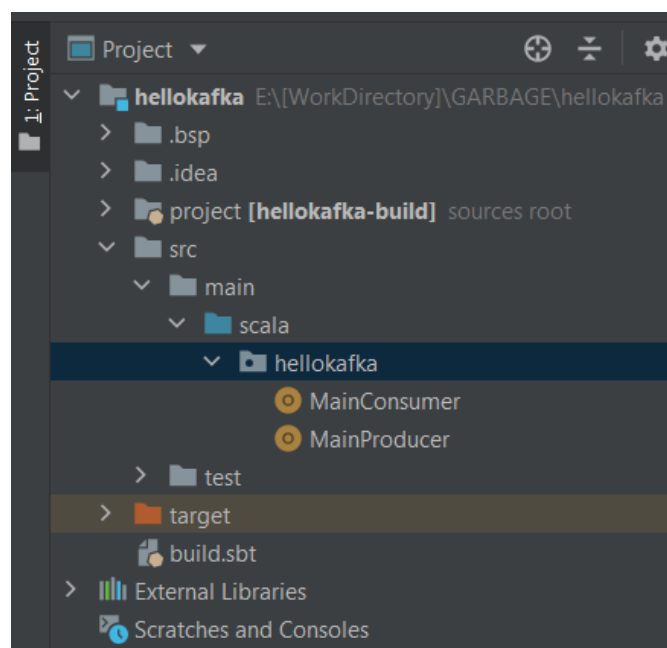 1: Project
Project
hellokafka E:\[WorkDirectory]\GARBAGE\hellokafka
.bsp
.idea
project [hellokafka-build] sources root
src
main
scala
hellokafka
MainConsumer
MainProducer
test
target
build.sbt
External Libraries
Scratches and Consoles